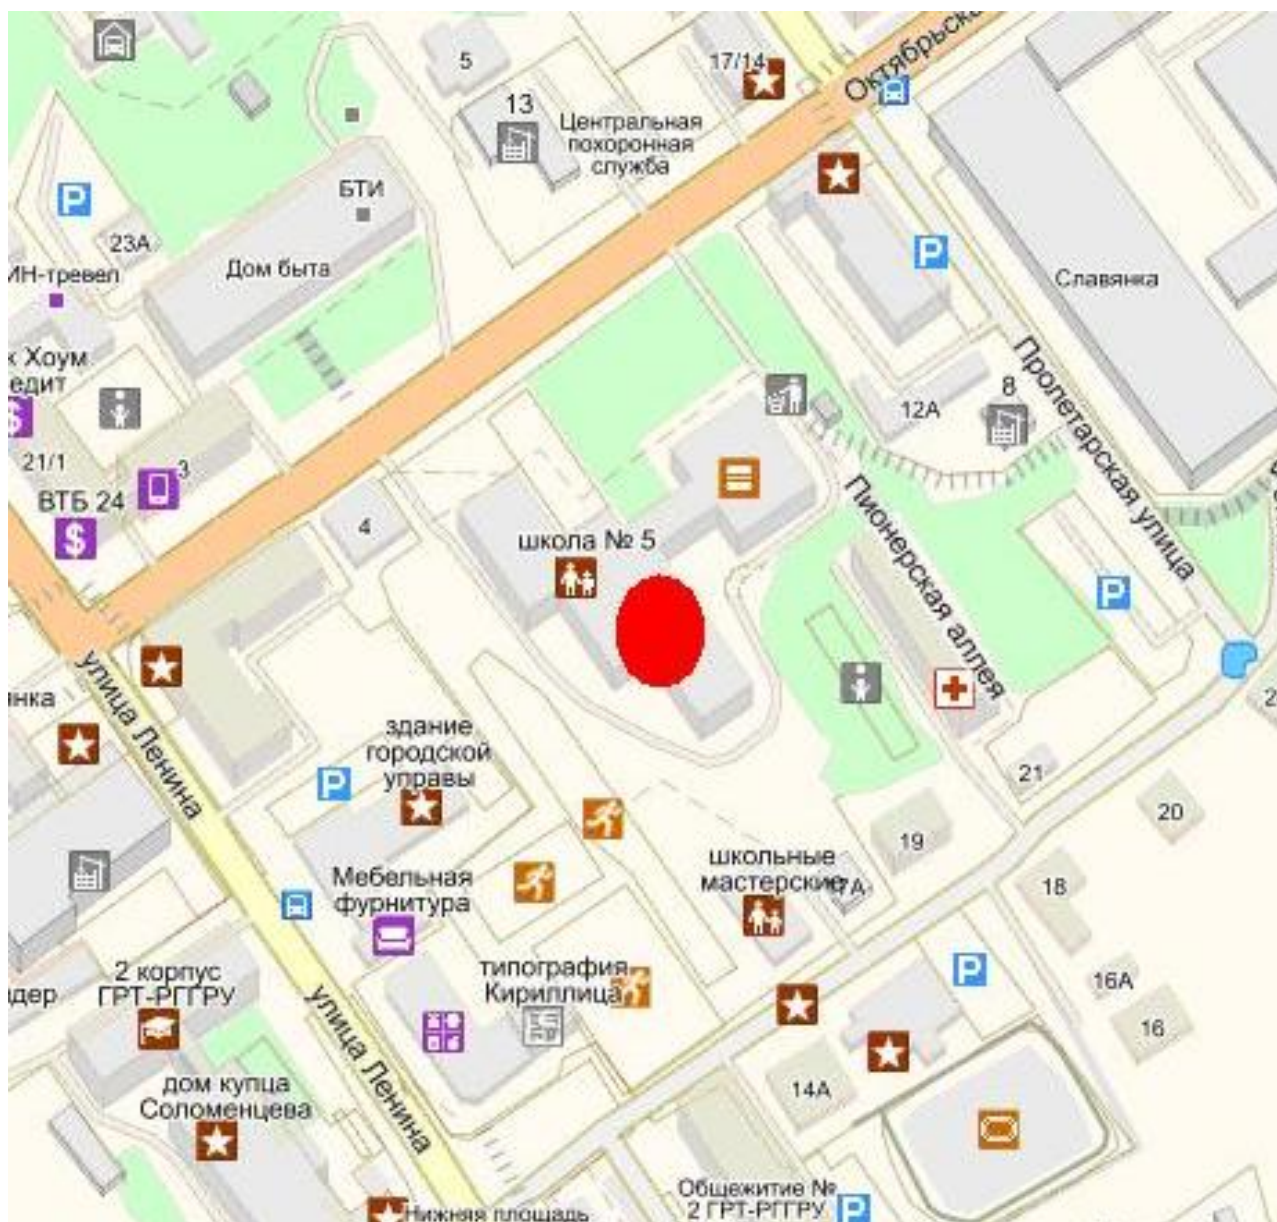 5
17/14
Октябрьска
13
Центральная
похоронная
служба
БТИ
P
23А
ИН-тревел
Дом быта
P
Славянка
к Хоум
едит
$
8
12А
Пролетарская улица
21/1
3
ВТБ 24
$
4
школа № 5
Пионерская аллея
P
улица Ленина
нка
здание
городской
управы
P
21
20
19
школьные
мастерские
17А
18
Мебельная
фурнитура
2 корпус
ГРТ-РГГРУ
дер
типография
Кириллица
P
16А
16
улица Ленина
дом купца
Соломенцева
14А
Общежитие №
2 ГРТ-РГГРУ
P
Нижняя площадь
2